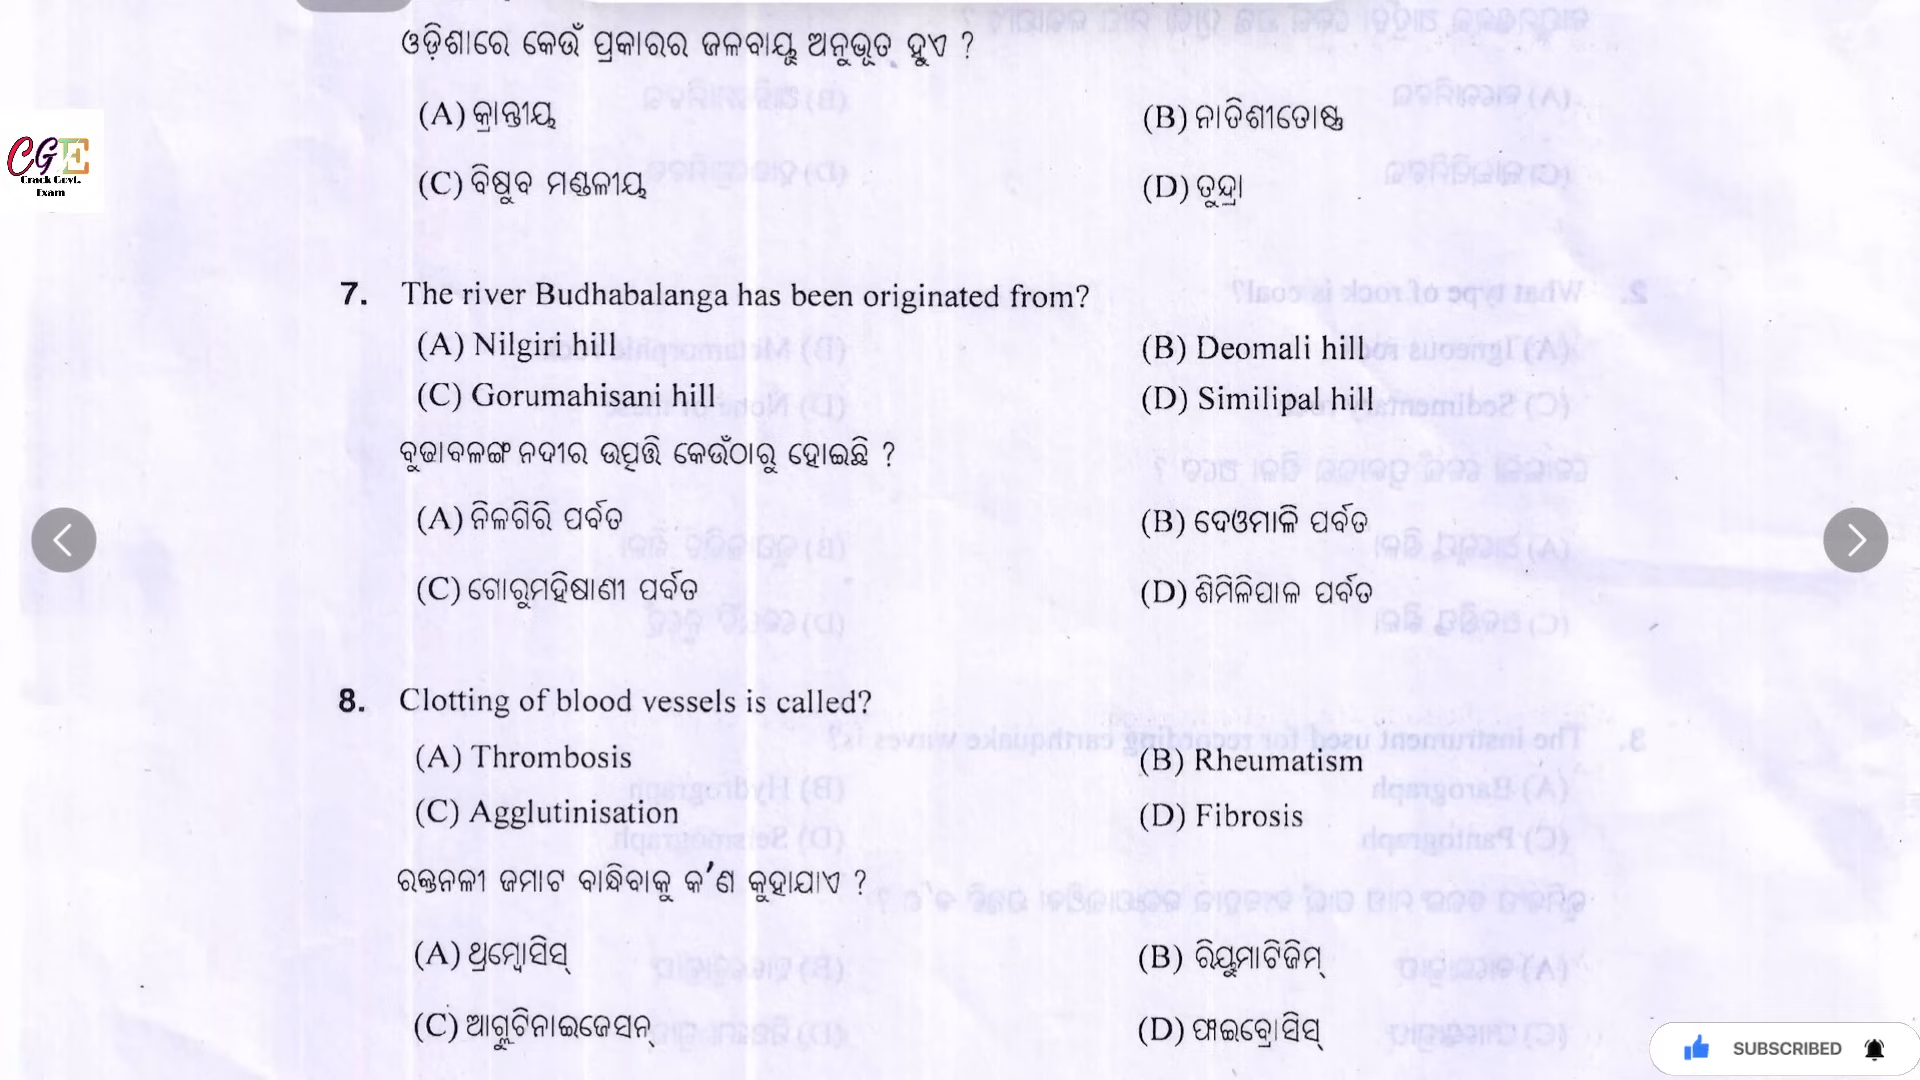 ଓଡ଼ିଶାରେ କେଉଁ ପ୍ରକାରର ଜଳବାୟୁ ଅନୁଭୂତ ହୁଏ ?
(A) କ୍ରାନ୍ତୀୟ
(B) ନାତିଶୀତୋଷ୍ଣ
(C) ବିଷୁବ ମଣ୍ଡଳୀୟ
(D) ତୁନ୍ଦ୍ରା
CGE
Crack Govt.
Exam
7. The river Budhabalanga has been originated from?
(A) Nilgiri hill
(B) Deomali hill
(C) Gorumahisani hill
(D) Similipal hill
ବୁଢାବଳଙ୍ଗ ନଦୀର ଉତ୍ପତ୍ତି କେଉଁଠାରୁ ହୋଇଛି ?
(A) ନିଳଗିରି ପର୍ବତ
(B) ଦେଓମାଳି ପର୍ବତ
(C) ଗୋରୁମହିଷାଣୀ ପର୍ବତ
(D) ଶିମିଳିପାଳ ପର୍ବତ
8. Clotting of blood vessels is called?
(A) Thrombosis
(B) Rheumatism
(C) Agglutinisation
(D) Fibrosis
ରକ୍ତନଳୀ ଜମାଟ ବାନ୍ଧିବାକୁ କ'ଣ କୁହାଯାଏ ?
(A) ଥ୍ରମ୍ବୋସିସ୍
(B) ରିୟୁମାଟିଜିମ୍
(C) ଆଗ୍ଲୁଟିନାଇଜେସନ୍
(D) ଫାଇବ୍ରୋସିସ୍
SUBSCRIBED